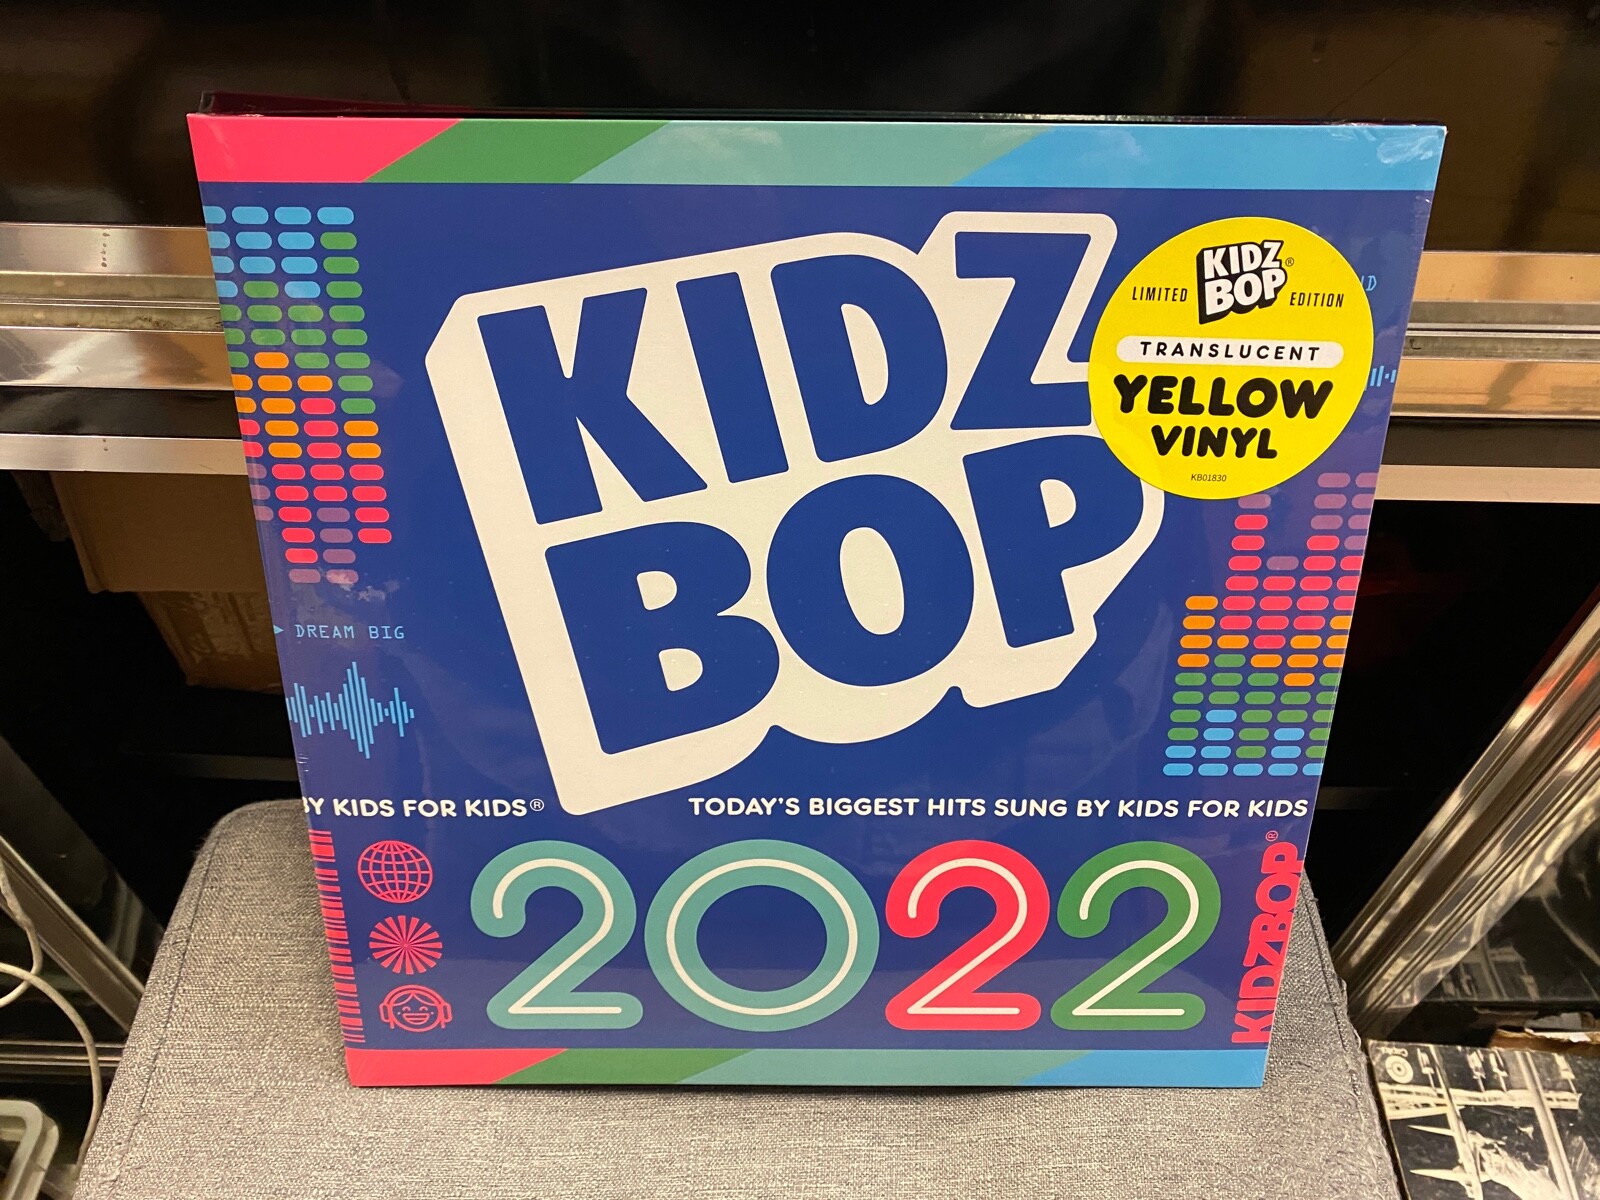 KIDZ
BOP
LIMITED KIDZ BOP® EDITION
TRANSLUCENT
YELLOW
VINYL
KB01830
DREAM BIG
BY KIDS FOR KIDS®
TODAY'S BIGGEST HITS SUNG BY KIDS FOR KIDS
2022
KIDZBOP®